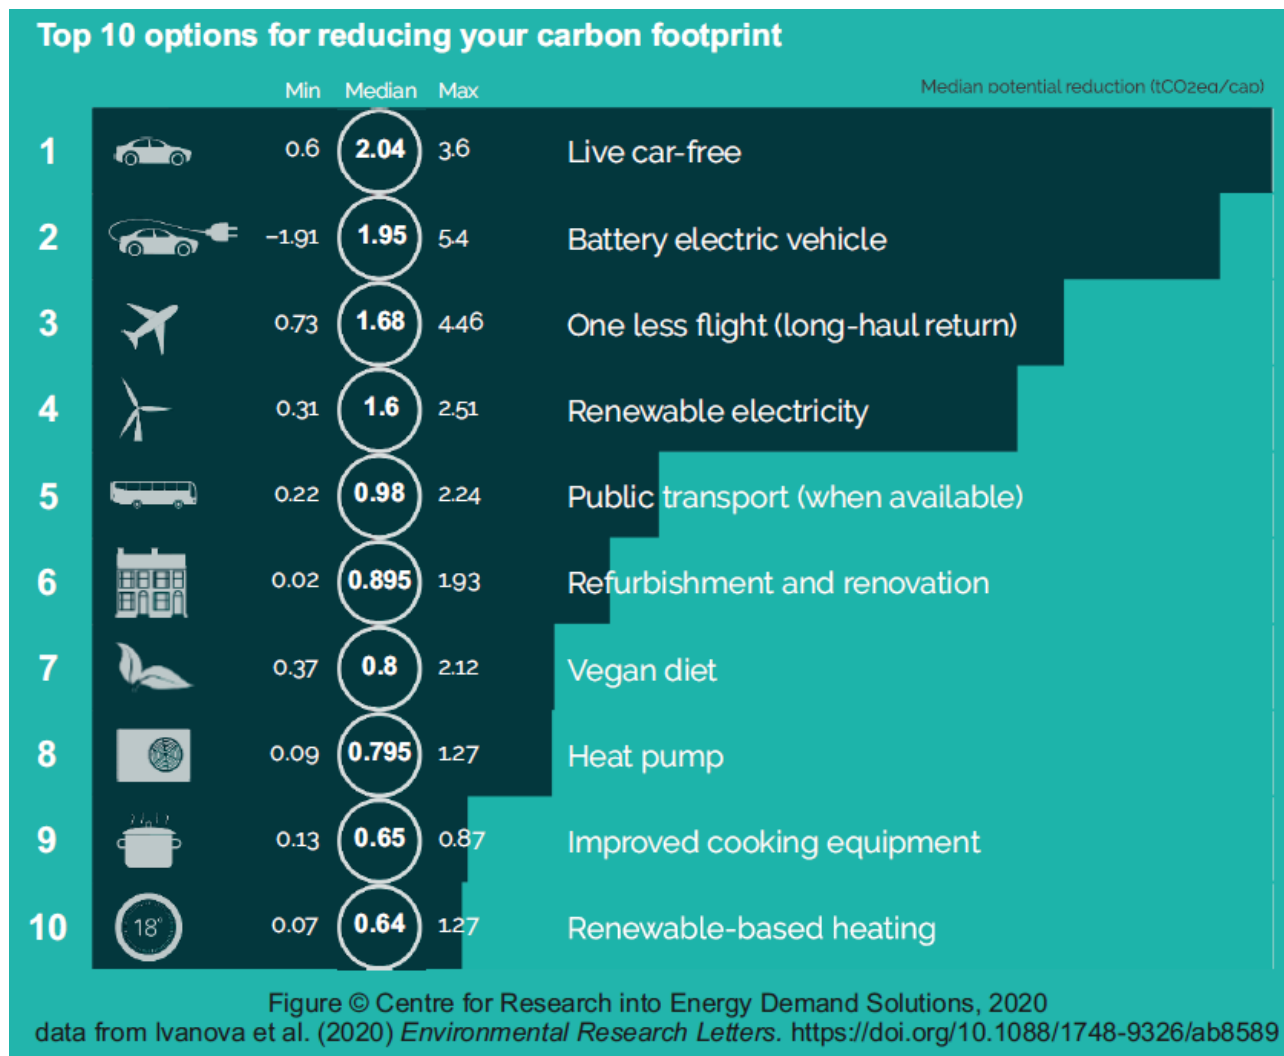 Top 10 options for reducing your carbon footprint
Min Median Max Median potential reduction (tCO2eq/cap)
1 0.6 2.04 3.6 Live car-free
2 −1.91 1.95 5.4 Battery electric vehicle
3 0.73 1.68 4.46 One less flight (long-haul return)
4 0.31 1.6 2.51 Renewable electricity
5 0.22 0.98 2.24 Public transport (when available)
6 0.02 0.895 1.93 Refurbishment and renovation
7 0.37 0.8 2.12 Vegan diet
8 0.09 0.795 1.27 Heat pump
9 0.13 0.65 0.87 Improved cooking equipment
10 18° 0.07 0.64 1.27 Renewable-based heating
Figure © Centre for Research into Energy Demand Solutions, 2020
data from Ivanova et al. (2020) Environmental Research Letters. https://doi.org/10.1088/1748-9326/ab8589